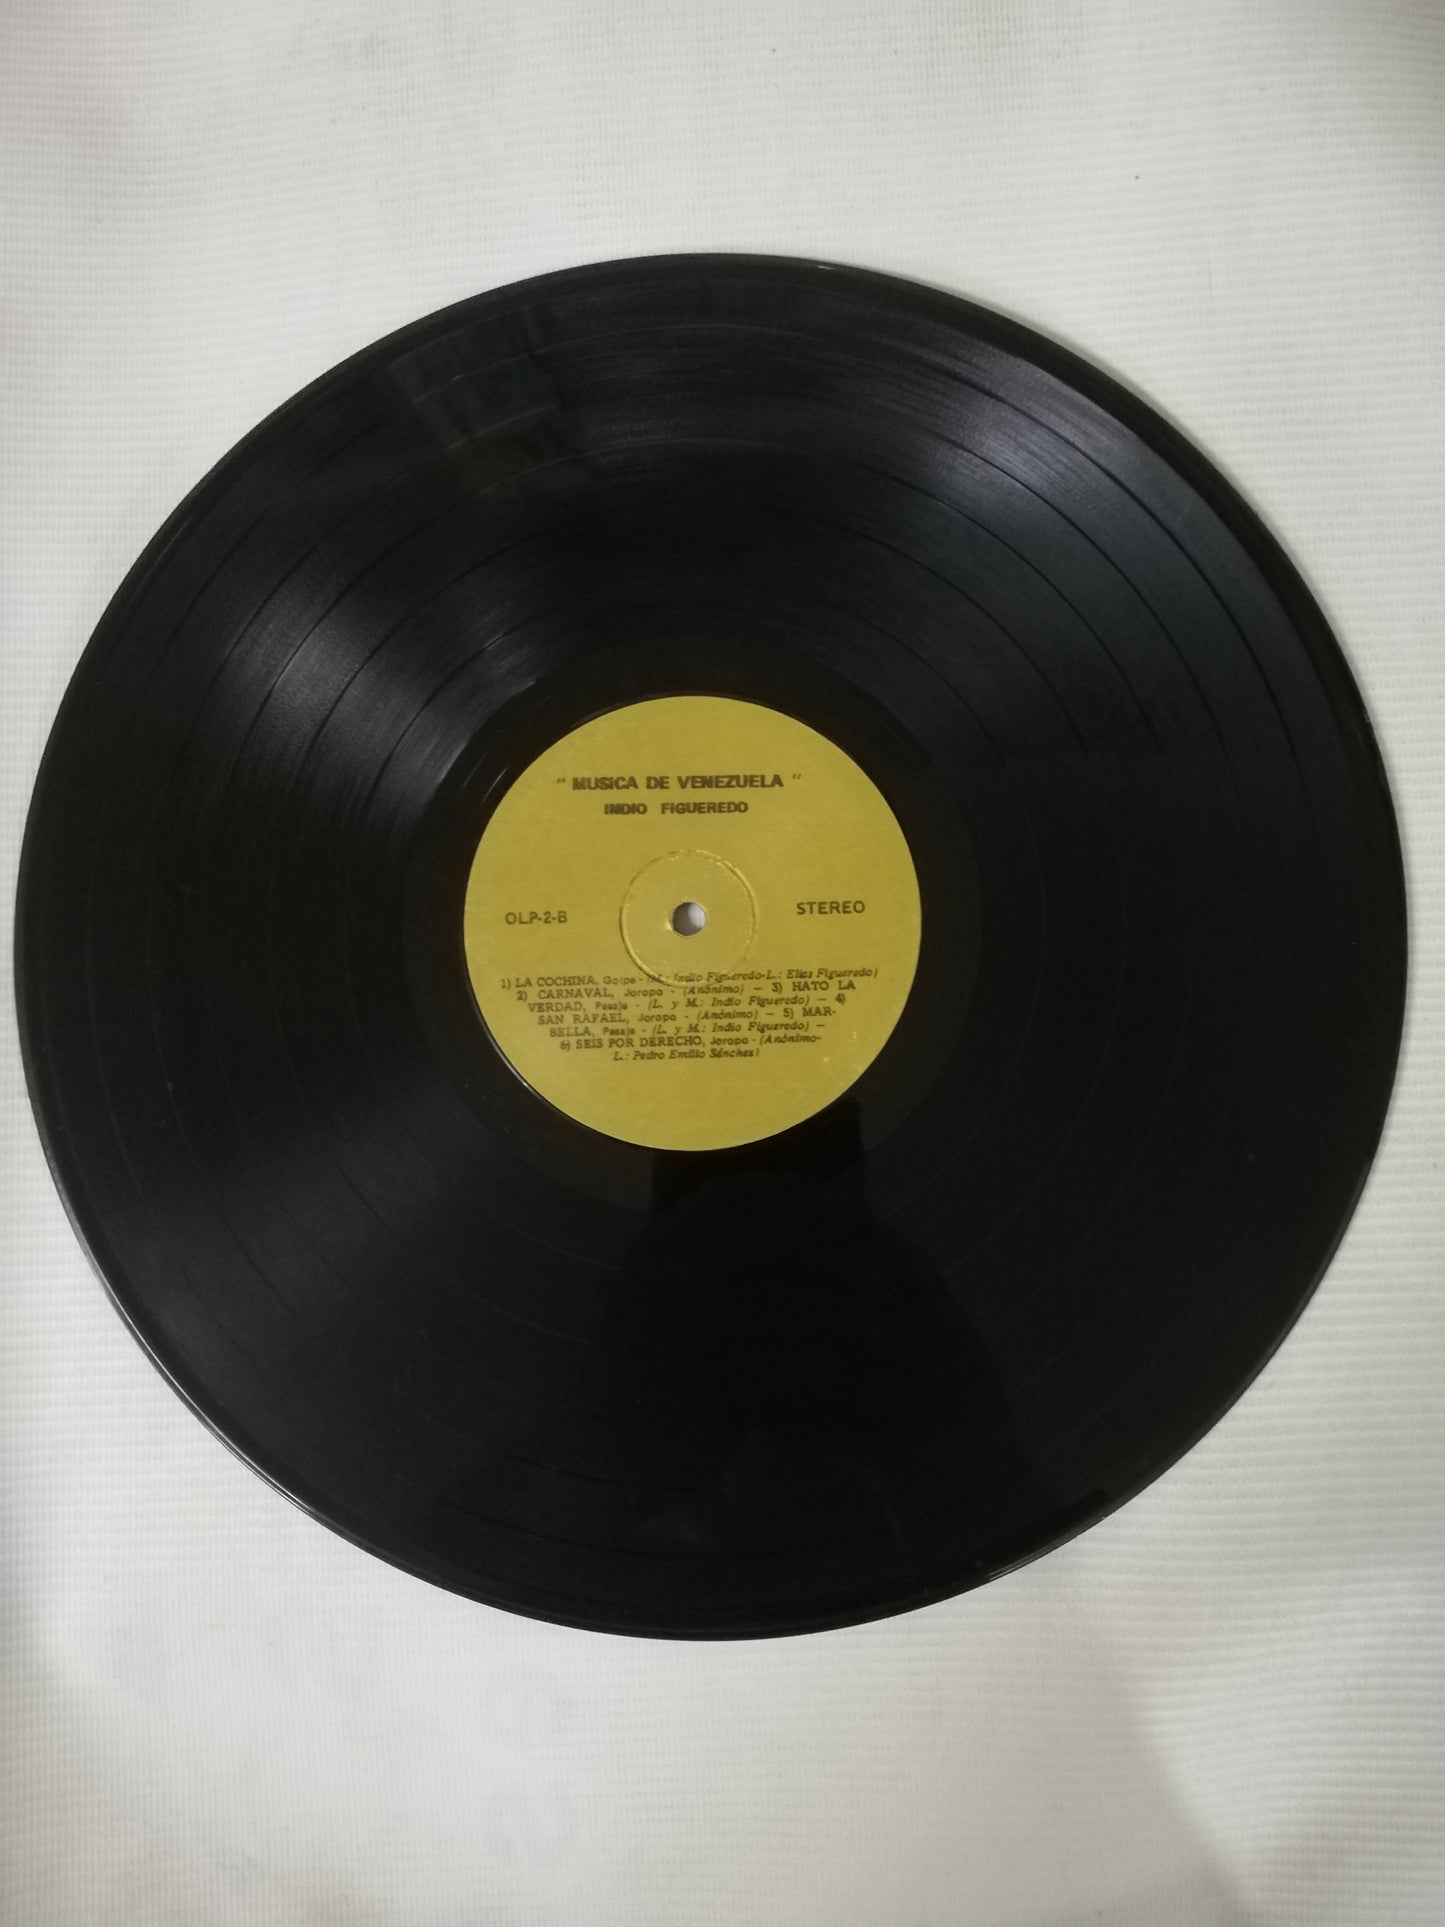 " MUSICA DE VENEZUELA "
INDIO FIGUEREDO
OLP-2-B
STEREO
1) LA COCHINA, Golpe - (M.: Indio Figueredo-L.: Elias Figueredo)
2) CARNAVAL, Joropo - (Anónimo) — 3) HATO LA
VERDAD, Pasaje - (L. y M.: Indio Figueredo) — 4)
SAN RAFAEL, Joropo - (Anónimo) — 5) MAR-
BELLA, Pasaje - (L. y M.: Indio Figueredo) —
6) SEIS POR DERECHO, Joropo - (Anónimo-
L.: Pedro Emilio Sánches)